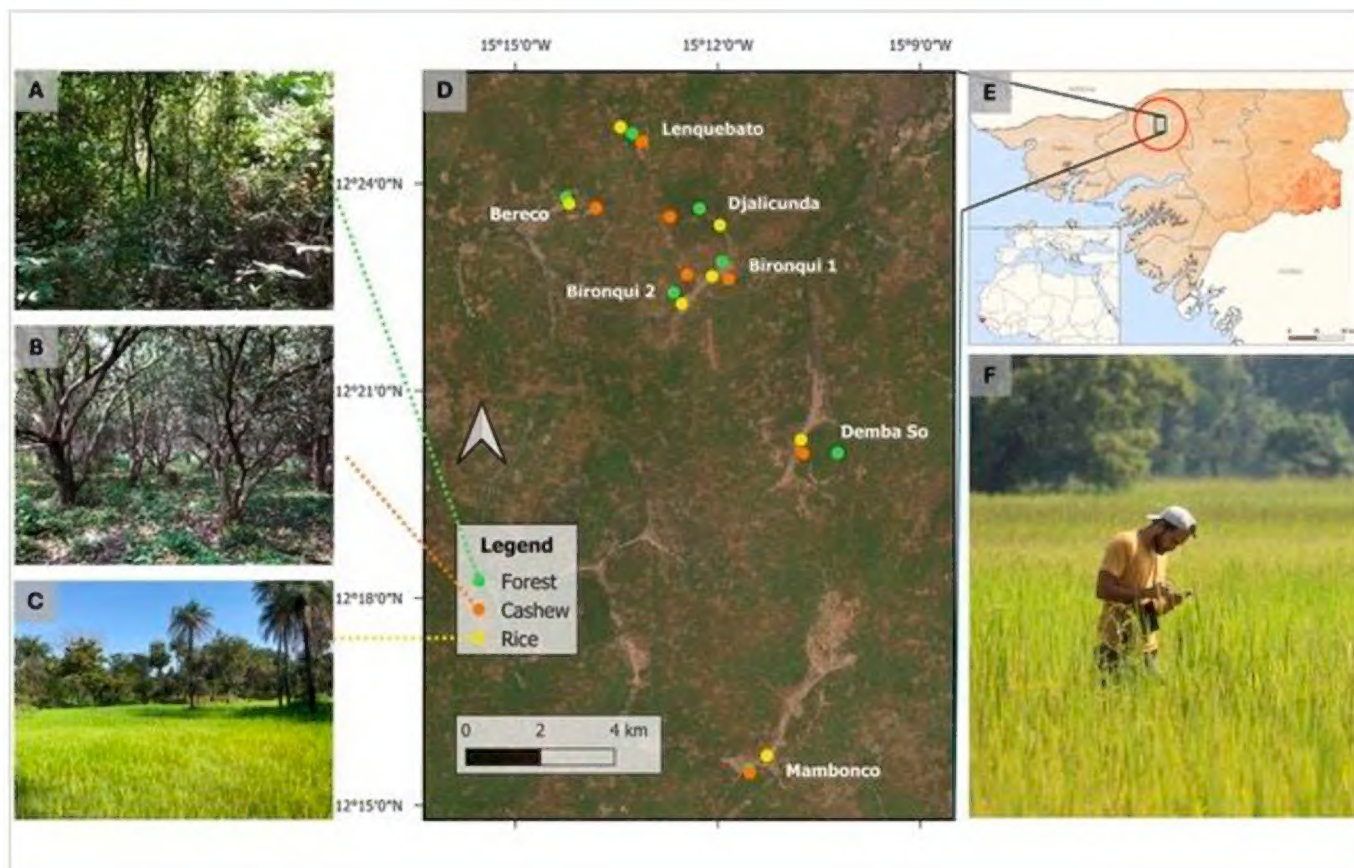 15°15'0"W 15°12'0"W 15°9'0"W
A
B
C
D
E
F
12°24'0"N
12°21'0"N
12°18'0"N
12°15'0"N
Lenquebato
Bereco
Djalicunda
Bironqui 1
Bironqui 2
Demba So
Mambonco
Legend
Forest
Cashew
Rice
0 2 4 km